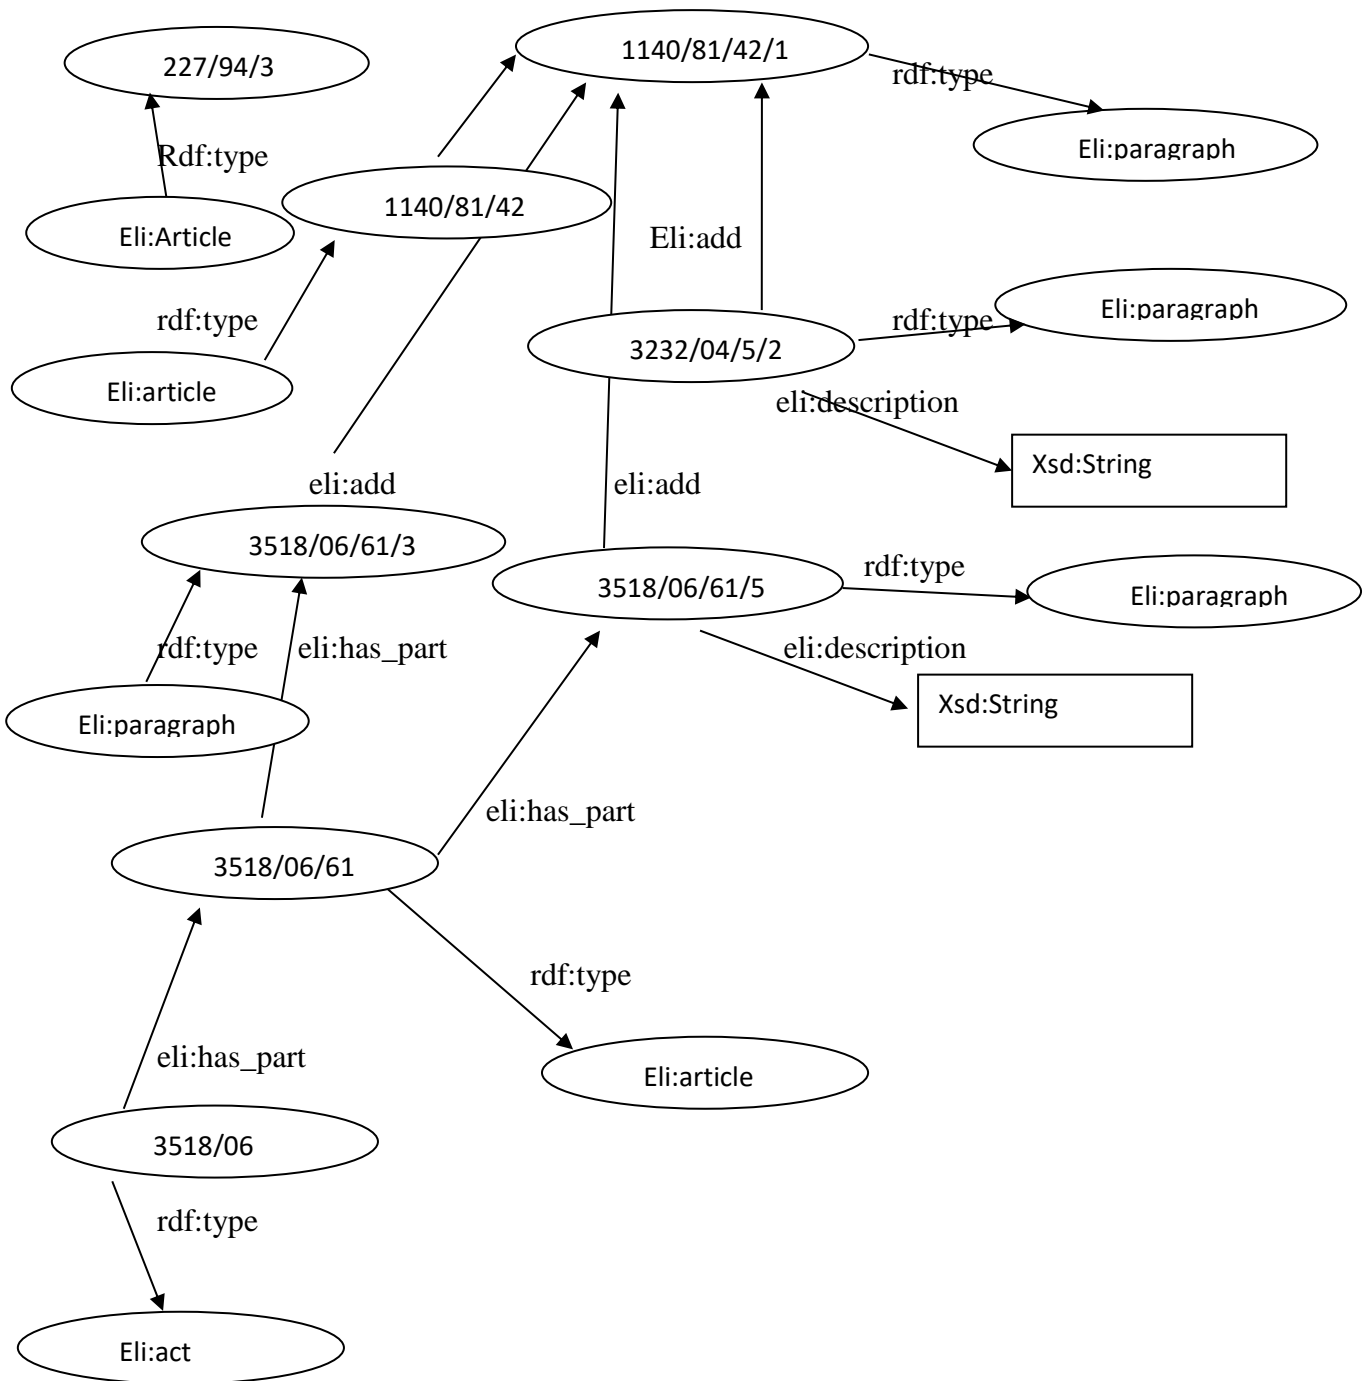 1140/81/42/1
227/94/3
rdf:type
Eli:paragraph
Rdf:type
1140/81/42
Eli:Article
Eli:add
Eli:paragraph
rdf:type
rdf:type
3232/04/5/2
Eli:article
eli:description
Xsd:String
eli:add
eli:add
3518/06/61/3
rdf:type
3518/06/61/5
Eli:paragraph
rdf:type
eli:has_part
eli:description
Xsd:String
Eli:paragraph
eli:has_part
3518/06/61
rdf:type
eli:has_part
Eli:article
3518/06
rdf:type
Eli:act